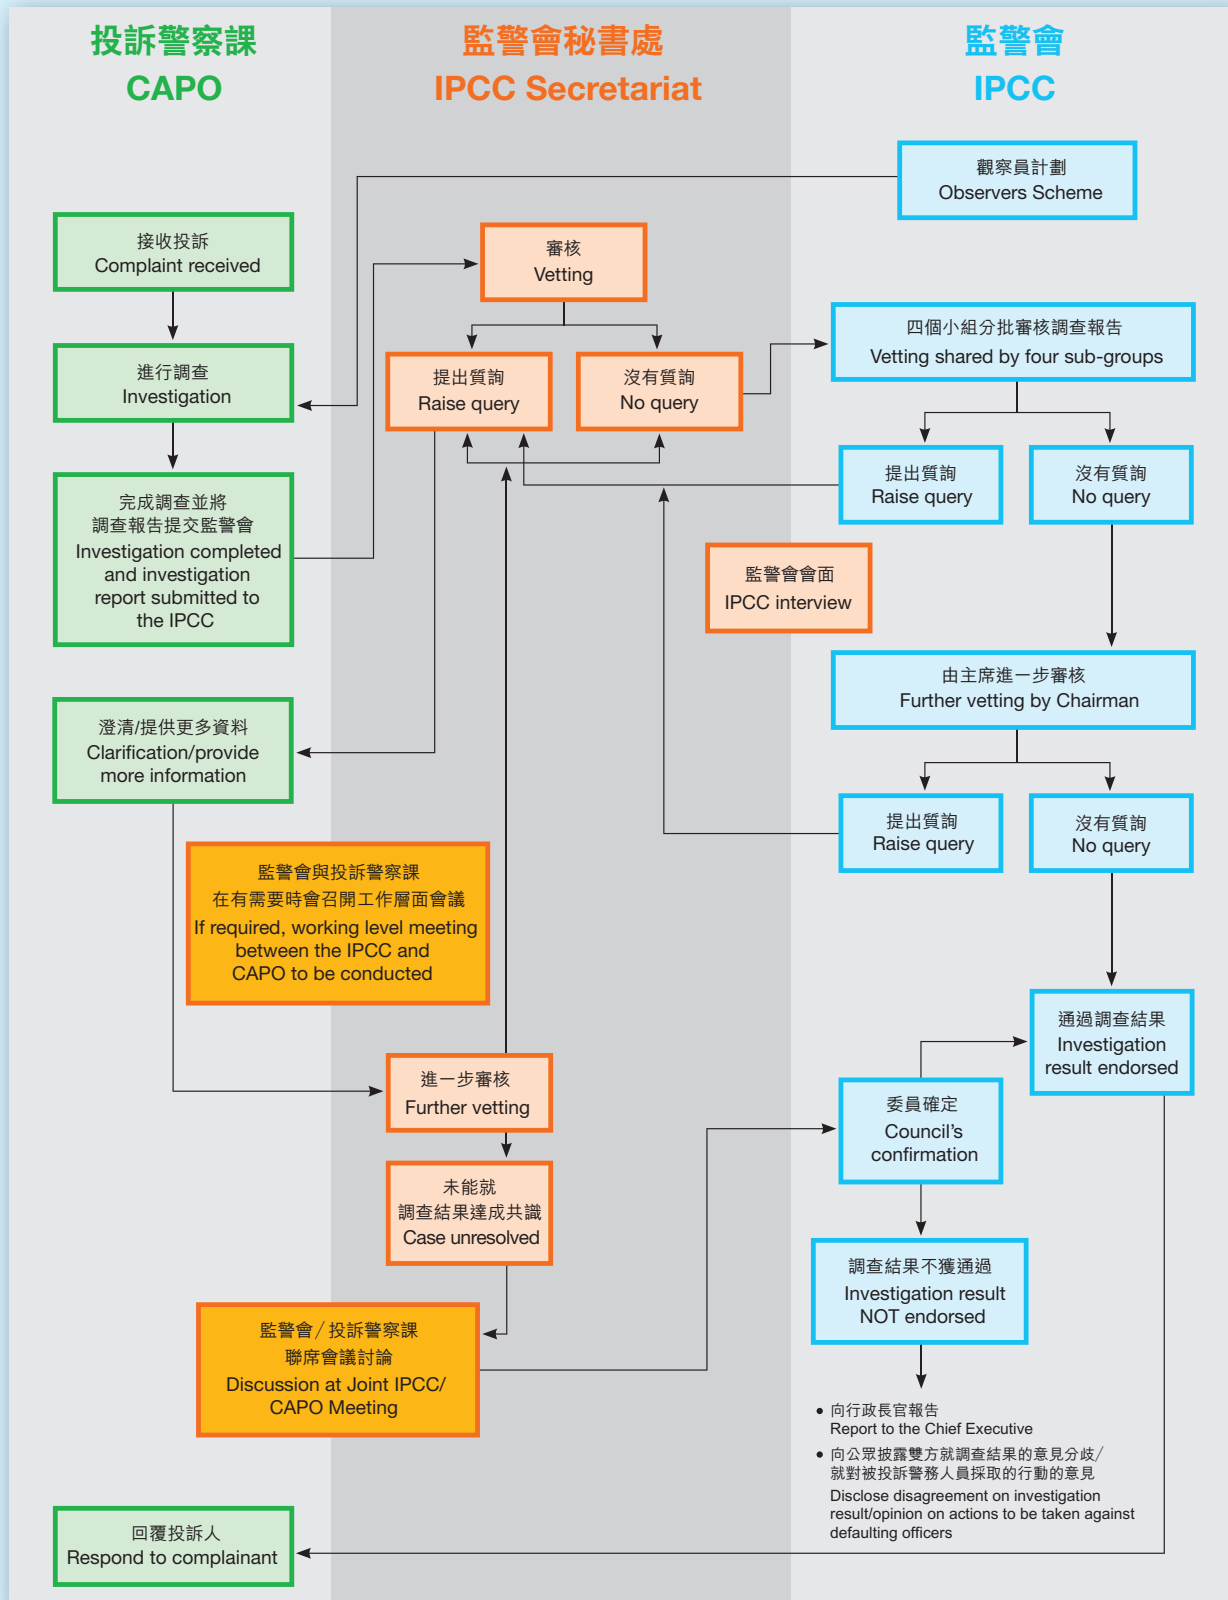 投訴警察課
CAPO
監警會秘書處
IPCC Secretariat
監警會
IPCC
觀察員計劃
Observers Scheme
接收投訴
Complaint received
審核
Vetting
四個小組分批審核調查報告
Vetting shared by four sub-groups
進行調查
Investigation
提出質詢
Raise query
沒有質詢
No query
提出質詢
Raise query
沒有質詢
No query
完成調查並將
調查報告提交監警會
Investigation completed
and investigation
report submitted to
the IPCC
監警會會面
IPCC interview
由主席進一步審核
Further vetting by Chairman
澄清/提供更多資料
Clarification/provide
more information
提出質詢
Raise query
沒有質詢
No query
監警會與投訴警察課
在有需要時會召開工作層面會議
If required, working level meeting
between the IPCC and
CAPO to be conducted
通過調查結果
Investigation
result endorsed
進一步審核
Further vetting
委員確定
Council's
confirmation
未能就
調查結果達成共識
Case unresolved
調查結果不獲通過
Investigation result
NOT endorsed
監警會/投訴警察課
聯席會議討論
Discussion at Joint IPCC/
CAPO Meeting
• 向行政長官報告
Report to the Chief Executive
• 向公眾披露雙方就調查結果的意見分歧/
就對被投訴警務人員採取的行動的意見
Disclose disagreement on investigation
result/opinion on actions to be taken against
defaulting officers
回覆投訴人
Respond to complainant